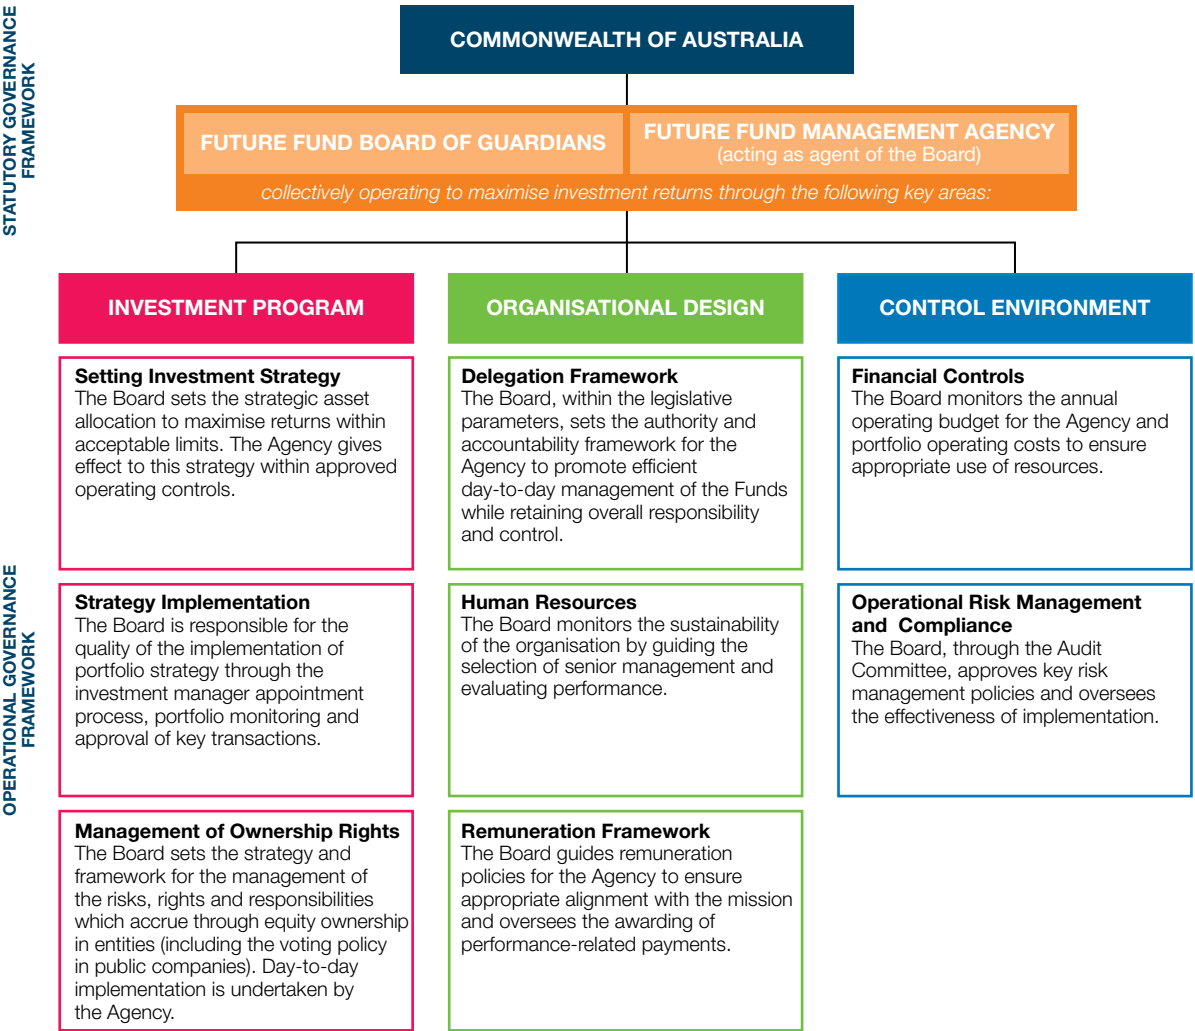 STATUTORY GOVERNANCE
FRAMEWORK
COMMONWEALTH OF AUSTRALIA
FUTURE FUND BOARD OF GUARDIANS
FUTURE FUND MANAGEMENT AGENCY
(acting as agent of the Board)
collectively operating to maximise investment returns through the following key areas:
OPERATIONAL GOVERNANCE
FRAMEWORK
INVESTMENT PROGRAM
Setting Investment Strategy
The Board sets the strategic asset
allocation to maximise returns within
acceptable limits. The Agency gives
effect to this strategy within approved
operating controls.
Strategy Implementation
The Board is responsible for the
quality of the implementation of
portfolio strategy through the
investment manager appointment
process, portfolio monitoring and
approval of key transactions.
Management of Ownership Rights
The Board sets the strategy and
framework for the management of
the risks, rights and responsibilities
which accrue through equity ownership
in entities (including the voting policy
in public companies). Day-to-day
implementation is undertaken by
the Agency.
ORGANISATIONAL DESIGN
Delegation Framework
The Board, within the legislative
parameters, sets the authority and
accountability framework for the
Agency to promote efficient
day-to-day management of the Funds
while retaining overall responsibility
and control.
Human Resources
The Board monitors the sustainability
of the organisation by guiding the
selection of senior management and
evaluating performance.
Remuneration Framework
The Board guides remuneration
policies for the Agency to ensure
appropriate alignment with the mission
and oversees the awarding of
performance-related payments.
CONTROL ENVIRONMENT
Financial Controls
The Board monitors the annual
operating budget for the Agency and
portfolio operating costs to ensure
appropriate use of resources.
Operational Risk Management
and Compliance
The Board, through the Audit
Committee, approves key risk
management policies and oversees
the effectiveness of implementation.